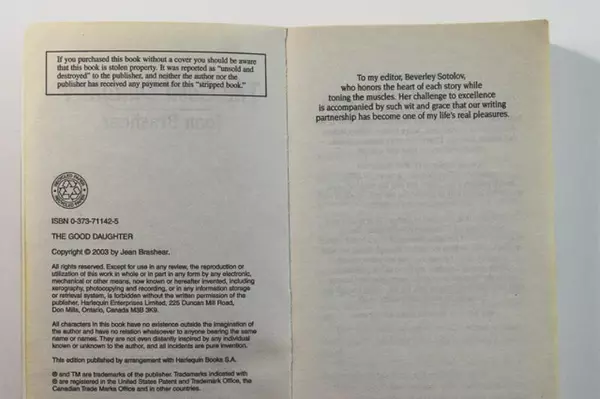 If you purchased this book without a cover you should be aware
that this book is stolen property. It was reported as "unsold and
destroyed" to the publisher, and neither the author nor the
publisher has received any payment for this "stripped book."
RECYCLED PAPER
RECYCLED PAPER
ISBN 0-373-71142-5
THE GOOD DAUGHTER
Copyright © 2003 by Jean Brashear.
All rights reserved. Except for use in any review, the reproduction or
utilization of this work in whole or in part in any form by any electronic,
mechanical or other means, now known or hereafter invented, including
xerography, photocopying and recording, or in any information storage
or retrieval system, is forbidden without the written permission of the
publisher, Harlequin Enterprises Limited, 225 Duncan Mill Road,
Don Mills, Ontario, Canada M3B 3K9.
All characters in this book have no existence outside the imagination of
the author and have no relation whatsoever to anyone bearing the same
name or names. They are not even distantly inspired by any individual
known or unknown to the author, and all incidents are pure invention.
This edition published by arrangement with Harlequin Books S.A.
® and TM are trademarks of the publisher. Trademarks indicated with
® are registered in the United States Patent and Trademark Office, the
Canadian Trade Marks Office and in other countries.
To my editor, Beverley Sotolov,
who honors the heart of each story while
toning the muscles. Her challenge to excellence
is accompanied by such wit and grace that our writing
partnership has become one of my life's real pleasures.